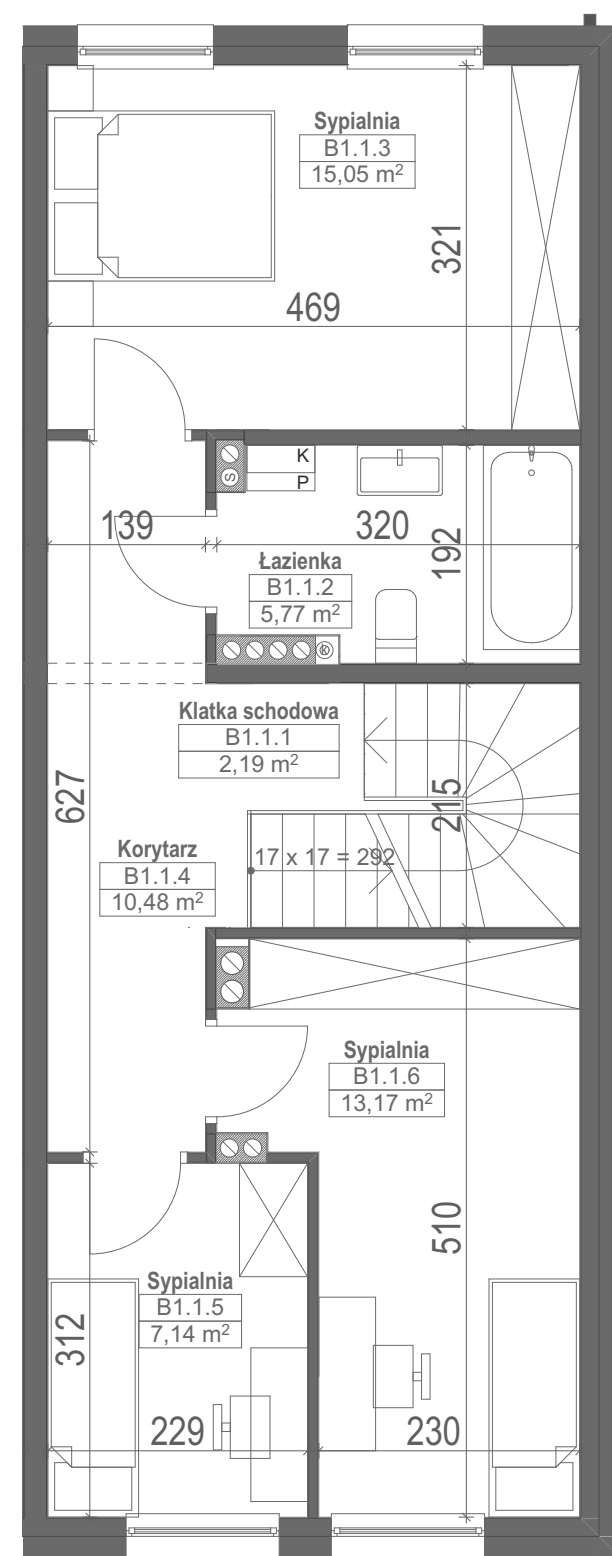 Sypialnia
B1.1.3
15,05 m²
321
469
K
P
S
139
320
192
Łazienka
B1.1.2
5,77 m²
k
Klatka schodowa
B1.1.1
2,19 m²
627
215
Korytarz
B1.1.4
10,48 m²
17 x 17 = 292
Sypialnia
B1.1.6
13,17 m²
510
Sypialnia
B1.1.5
7,14 m²
312
229
230